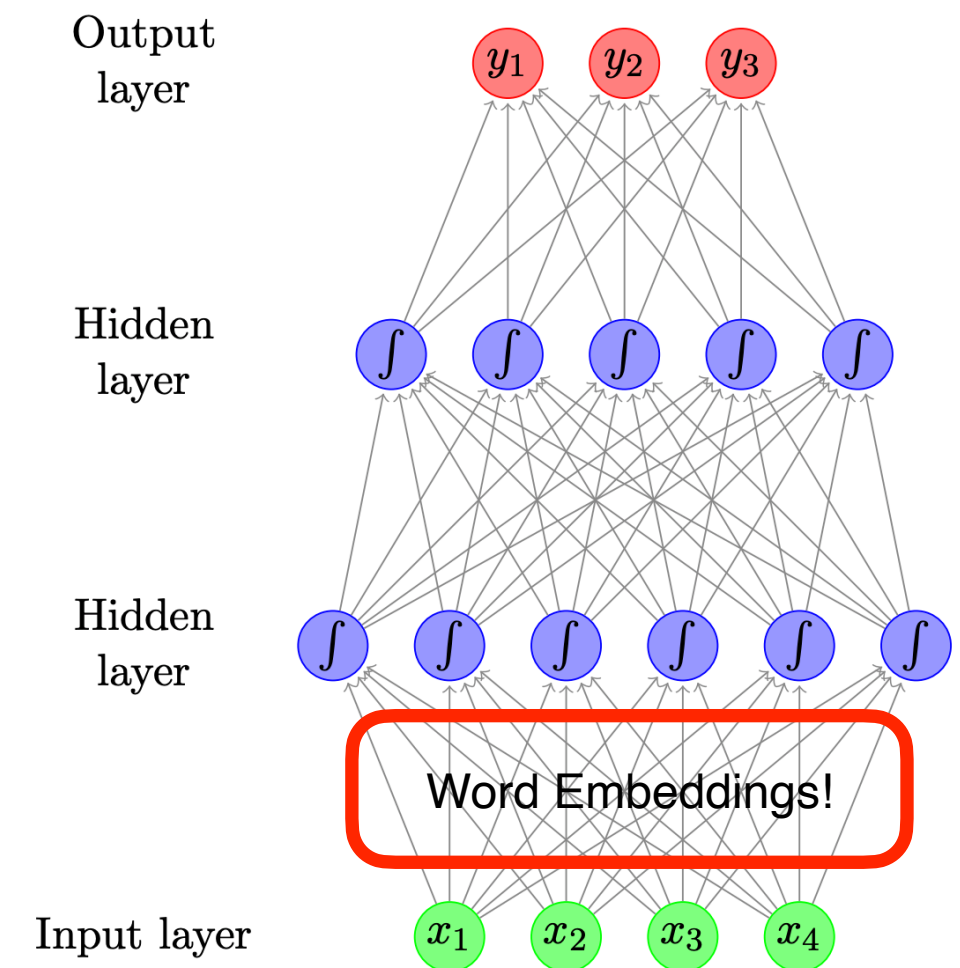 Output
layer
y1 y2 y3
Hidden
layer
∫ ∫ ∫ ∫ ∫
Hidden
layer
∫ ∫ ∫ ∫ ∫ ∫
Word Embeddings!
Input layer
x1 x2 x3 x4